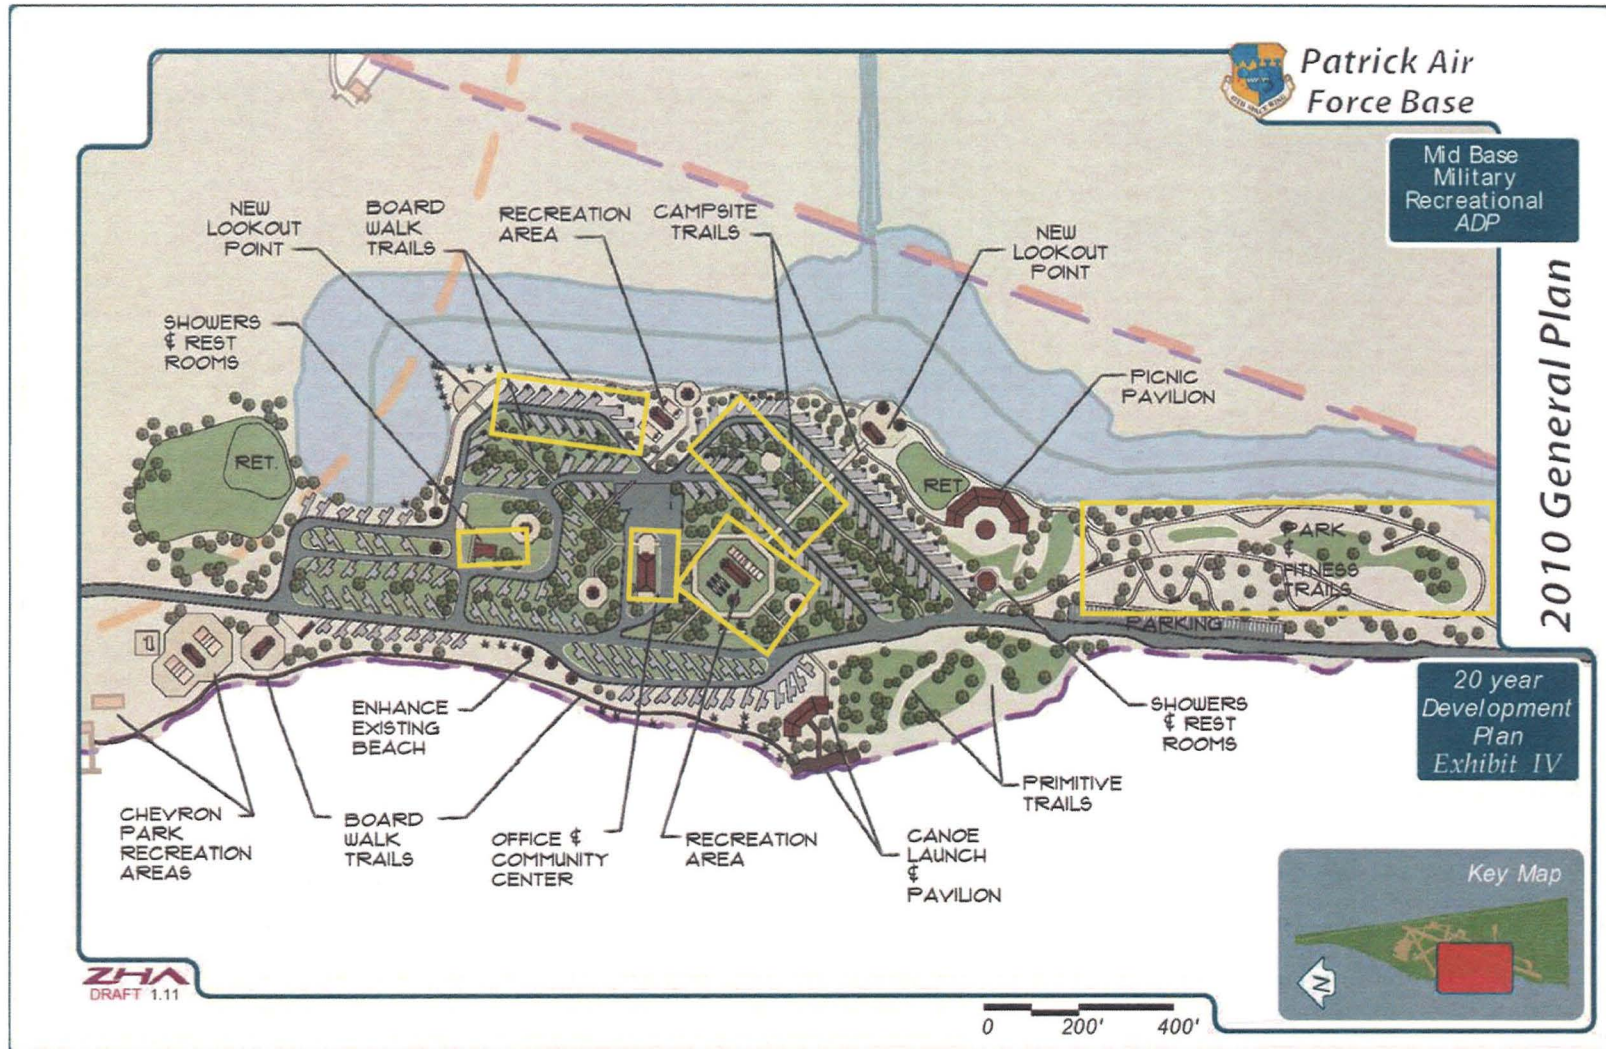 Patrick Air
Force Base
Mid Base
Military
Recreational
ADP
2010 General Plan
NEW
LOOKOUT
POINT
BOARD
WALK
TRAILS
RECREATION
AREA
CAMPSITE
TRAILS
NEW
LOOKOUT
POINT
SHOWERS
& REST
ROOMS
PICNIC
PAVILION
RET.
RET
PARK
&
FITNESS
TRAILS
PARKING
ENHANCE
EXISTING
BEACH
SHOWERS
& REST
ROOMS
20 year
Development
Plan
Exhibit IV
CHEVRON
PARK
RECREATION
AREAS
BOARD
WALK
TRAILS
OFFICE &
COMMUNITY
CENTER
RECREATION
AREA
CANOE
LAUNCH
&
PAVILION
PRIMITIVE
TRAILS
Key Map
N
ZHA
DRAFT 1.11
0 200' 400'